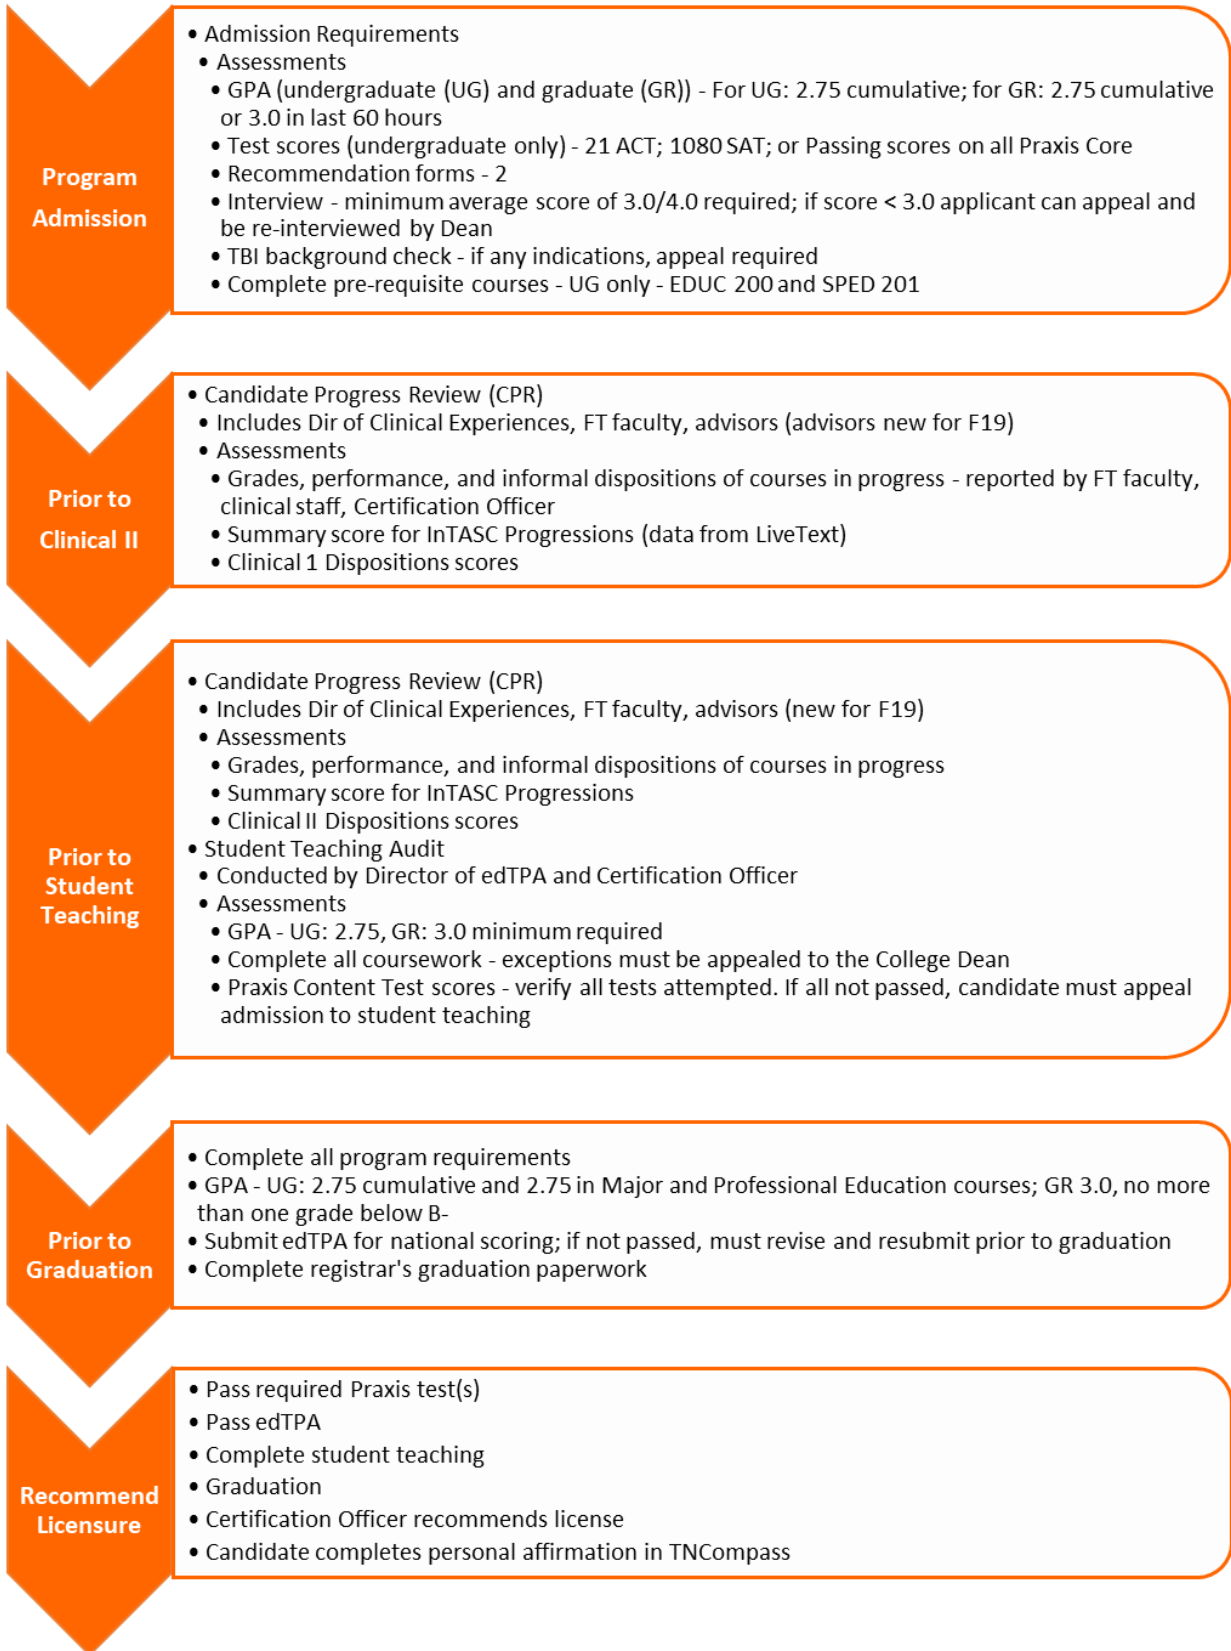 Program
Admission
• Admission Requirements
• Assessments
• GPA (undergraduate (UG) and graduate (GR)) - For UG: 2.75 cumulative; for GR: 2.75 cumulative
or 3.0 in last 60 hours
• Test scores (undergraduate only) - 21 ACT; 1080 SAT; or Passing scores on all Praxis Core
• Recommendation forms - 2
• Interview - minimum average score of 3.0/4.0 required; if score < 3.0 applicant can appeal and
be re-interviewed by Dean
• TBI background check - if any indications, appeal required
• Complete pre-requisite courses - UG only - EDUC 200 and SPED 201
Prior to
Clinical II
• Candidate Progress Review (CPR)
• Includes Dir of Clinical Experiences, FT faculty, advisors (advisors new for F19)
• Assessments
• Grades, performance, and informal dispositions of courses in progress - reported by FT faculty,
clinical staff, Certification Officer
• Summary score for InTASC Progressions (data from LiveText)
• Clinical 1 Dispositions scores
Prior to
Student
Teaching
• Candidate Progress Review (CPR)
• Includes Dir of Clinical Experiences, FT faculty, advisors (new for F19)
• Assessments
• Grades, performance, and informal dispositions of courses in progress
• Summary score for InTASC Progressions
• Clinical II Dispositions scores
• Student Teaching Audit
• Conducted by Director of edTPA and Certification Officer
• Assessments
• GPA - UG: 2.75, GR: 3.0 minimum required
• Complete all coursework - exceptions must be appealed to the College Dean
• Praxis Content Test scores - verify all tests attempted. If all not passed, candidate must appeal
admission to student teaching
Prior to
Graduation
• Complete all program requirements
• GPA - UG: 2.75 cumulative and 2.75 in Major and Professional Education courses; GR 3.0, no more
than one grade below B-
• Submit edTPA for national scoring; if not passed, must revise and resubmit prior to graduation
• Complete registrar's graduation paperwork
Recommend
Licensure
• Pass required Praxis test(s)
• Pass edTPA
• Complete student teaching
• Graduation
• Certification Officer recommends license
• Candidate completes personal affirmation in TNCompass